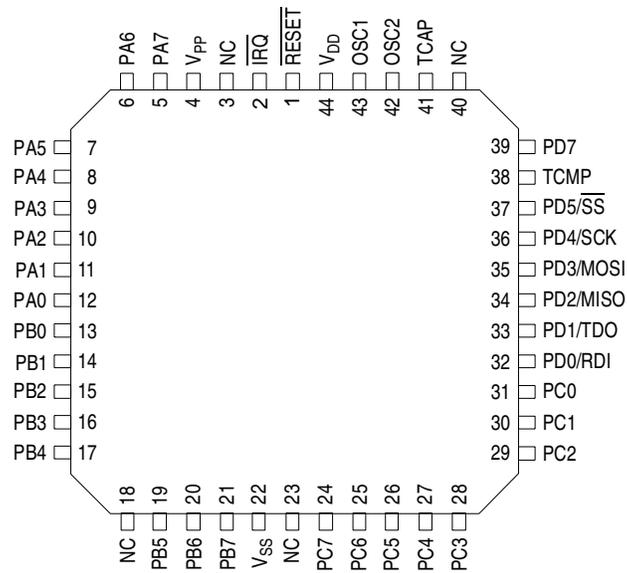 PA6 PA7 VPP NC I̅R̅Q̅ R̅E̅S̅E̅T̅ VDD OSC1 OSC2 TCAP NC
6 5 4 3 2 1 44 43 42 41 40
PA5 7
PA4 8
PA3 9
PA2 10
PA1 11
PA0 12
PB0 13
PB1 14
PB2 15
PB3 16
PB4 17
39 PD7
38 TCMP
37 PD5/S̅S̅
36 PD4/SCK
35 PD3/MOSI
34 PD2/MISO
33 PD1/TDO
32 PD0/RDI
31 PC0
30 PC1
29 PC2
18 19 20 21 22 23 24 25 26 27 28
NC PB5 PB6 PB7 VSS NC PC7 PC6 PC5 PC4 PC3